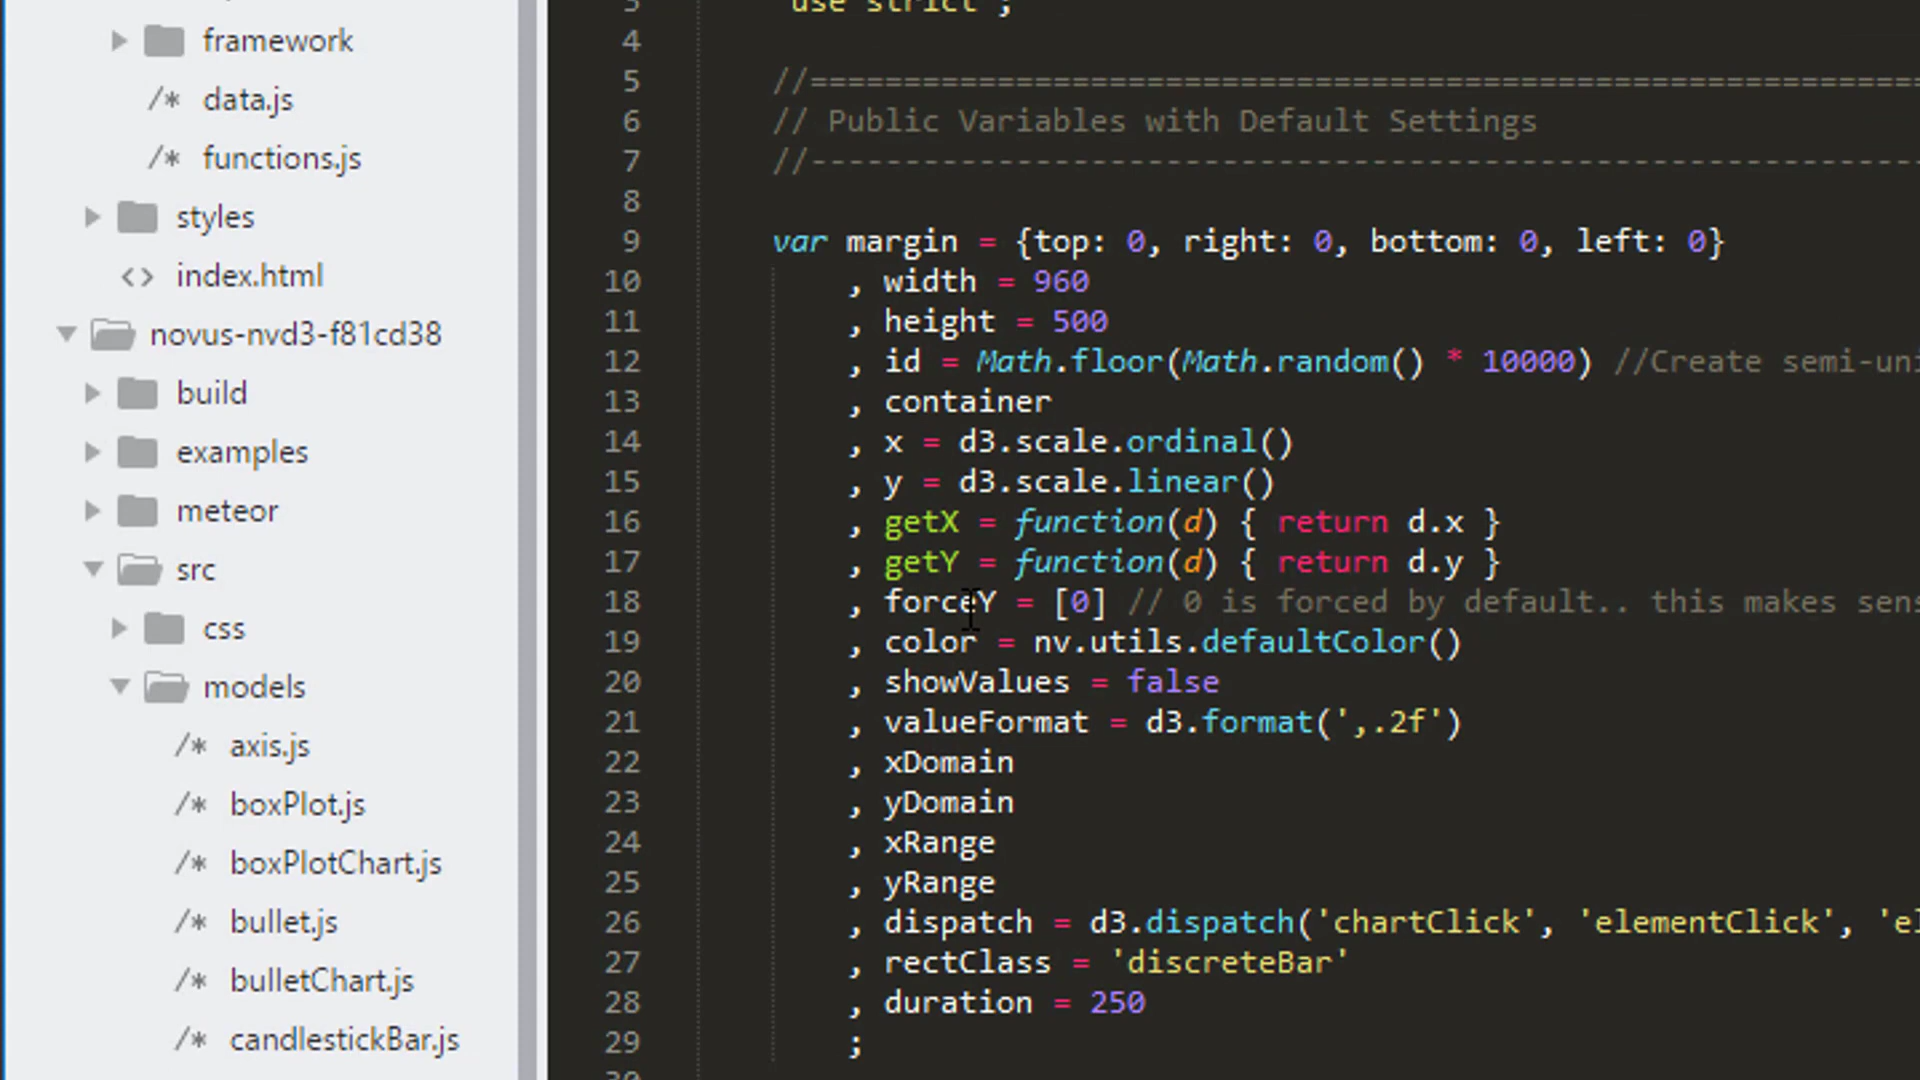 framework
/* data.js
/* functions.js
styles
<> index.html
novus-nvd3-f81cd38
build
examples
meteor
src
css
models
/* axis.js
/* boxPlot.js
/* boxPlotChart.js
/* bullet.js
/* bulletChart.js
/* candlestickBar.js
3 'use strict';
4
5 //===========================================================
6 // Public Variables with Default Settings
7 //-----------------------------------------------------------
8
9 var margin = {top: 0, right: 0, bottom: 0, left: 0}
10 , width = 960
11 , height = 500
12 , id = Math.floor(Math.random() * 10000) //Create semi-uni
13 , container
14 , x = d3.scale.ordinal()
15 , y = d3.scale.linear()
16 , getX = function(d) { return d.x }
17 , getY = function(d) { return d.y }
18 , forceY = [0] // 0 is forced by default.. this makes sens
19 , color = nv.utils.defaultColor()
20 , showValues = false
21 , valueFormat = d3.format(',.2f')
22 , xDomain
23 , yDomain
24 , xRange
25 , yRange
26 , dispatch = d3.dispatch('chartClick', 'elementClick', 'el
27 , rectClass = 'discreteBar'
28 , duration = 250
29 ;
30